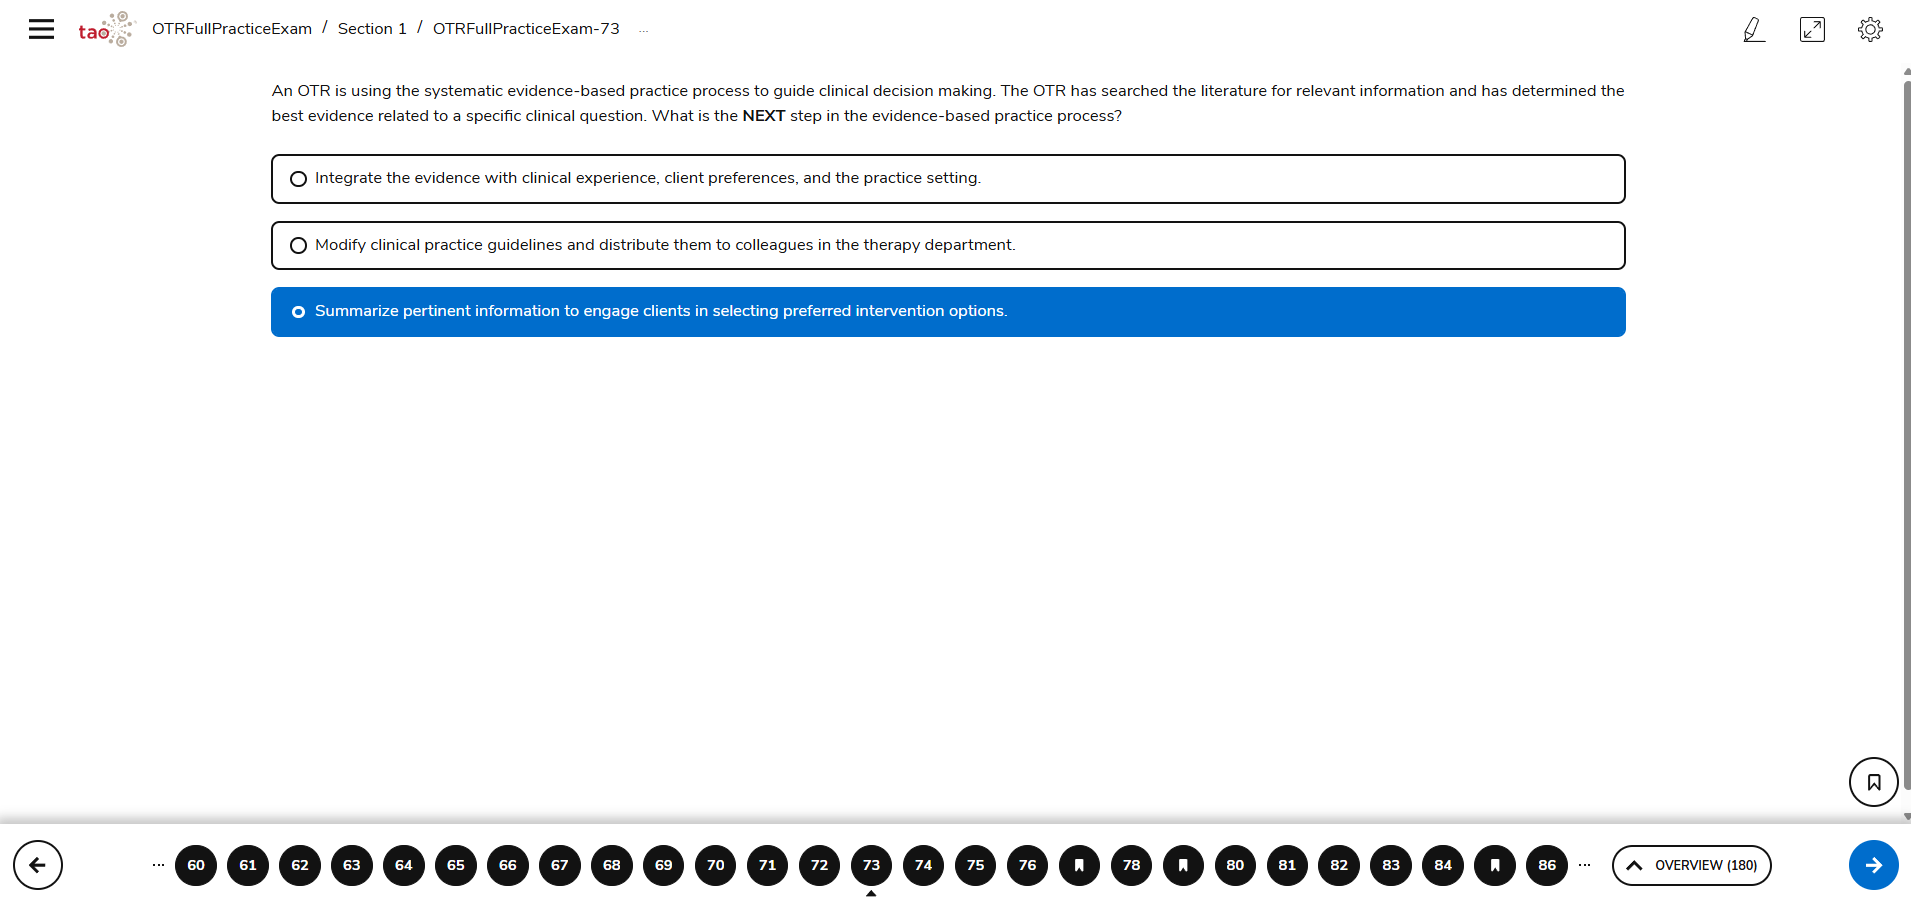 tao
OTRFullPracticeExam / Section 1 / OTRFullPracticeExam-73 ...
An OTR is using the systematic evidence-based practice process to guide clinical decision making. The OTR has searched the literature for relevant information and has determined the
best evidence related to a specific clinical question. What is the NEXT step in the evidence-based practice process?
Integrate the evidence with clinical experience, client preferences, and the practice setting.
Modify clinical practice guidelines and distribute them to colleagues in the therapy department.
Summarize pertinent information to engage clients in selecting preferred intervention options.
... 60 61 62 63 64 65 66 67 68 69 70 71 72 73 74 75 76 78 80 81 82 83 84 86 ... OVERVIEW (180)